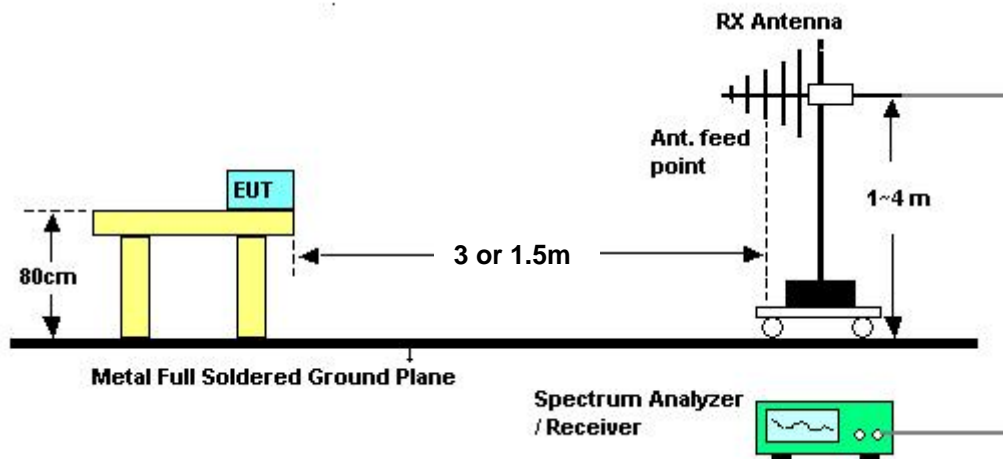 RX Antenna
Ant. feed
point
EUT
1~4 m
3 or 1.5m
80cm
Metal Full Soldered Ground Plane
Spectrum Analyzer
/ Receiver